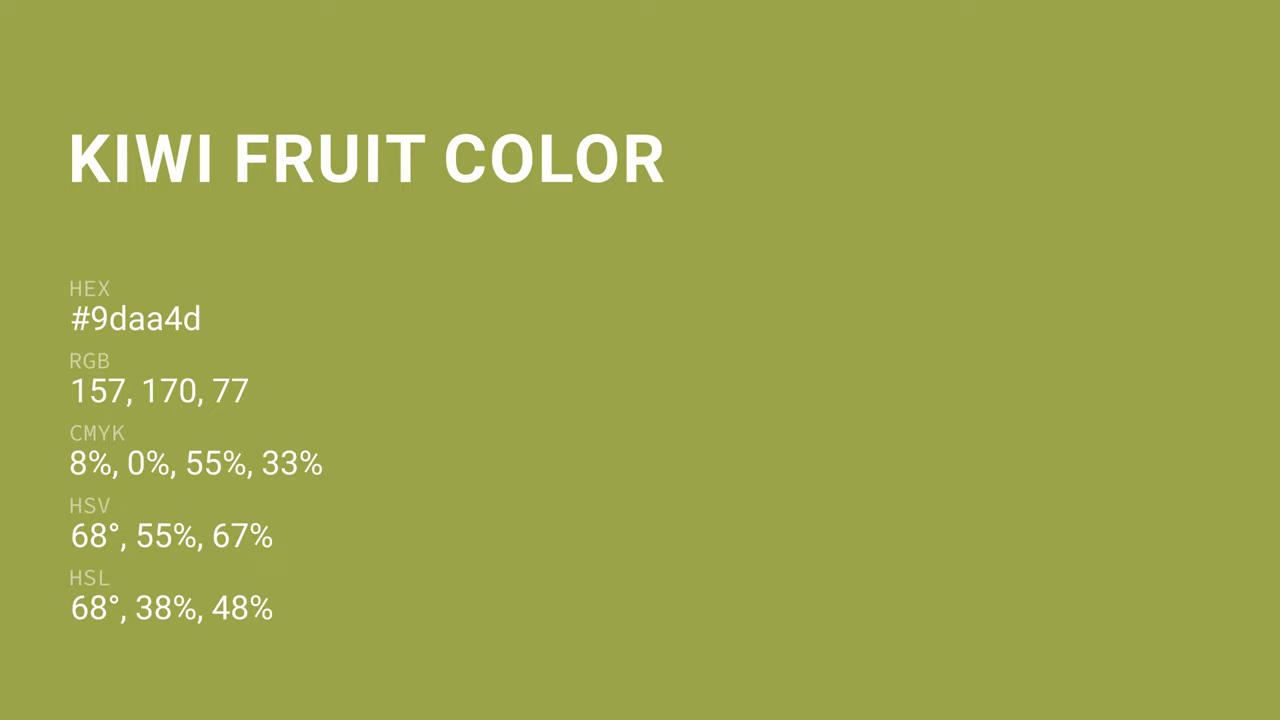 KIWI FRUIT COLOR
HEX
#9daa4d
RGB
157, 170, 77
CMYK
8%, 0%, 55%, 33%
HSV
68°, 55%, 67%
HSL
68°, 38%, 48%